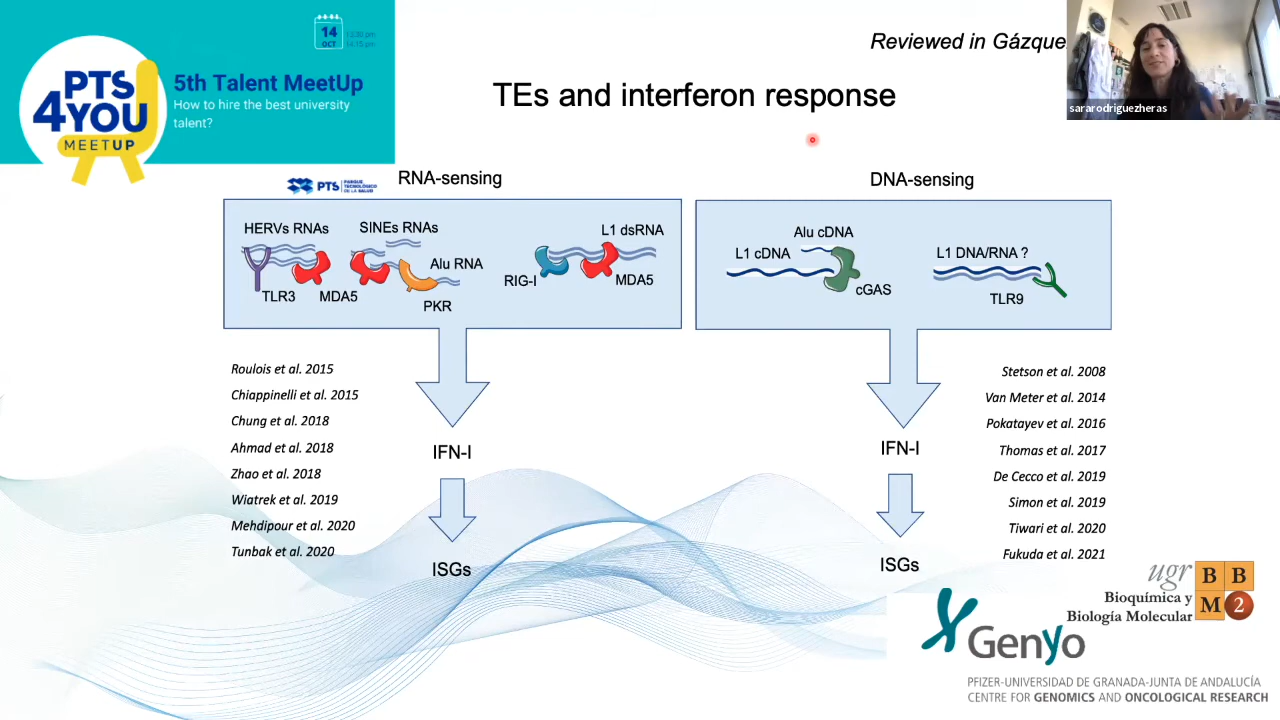 14
OCT
PTS
4YOU
MEETUP
5th Talent MeetUp
How to hire the best university
talent?
Reviewed in Gázque
sararodriguezheras
TEs and interferon response
PTS
PARQUE
TECNOLÓGICO
DE LA SALUD
RNA-sensing
DNA-sensing
HERVs RNAs
SINEs RNAs
L1 dsRNA
Alu RNA
TLR3
MDA5
PKR
RIG-I
MDA5
Alu cDNA
L1 cDNA
cGAS
L1 DNA/RNA ?
TLR9
Roulois et al. 2015
Chiappinelli et al. 2015
Chung et al. 2018
Ahmad et al. 2018
Zhao et al. 2018
Wiatrek et al. 2019
Mehdipour et al. 2020
Tunbak et al. 2020
IFN-I
ISGs
IFN-I
ISGs
Stetson et al. 2008
Van Meter et al. 2014
Pokatayev et al. 2016
Thomas et al. 2017
De Cecco et al. 2019
Simon et al. 2019
Tiwari et al. 2020
Fukuda et al. 2021
ugr
Bioquímica y
Biología Molecular
BB
M2
Genyo
PFIZER-UNIVERSIDAD DE GRANADA-JUNTA DE ANDALUCÍA
CENTRE FOR GENOMICS AND ONCOLOGICAL RESEARCH